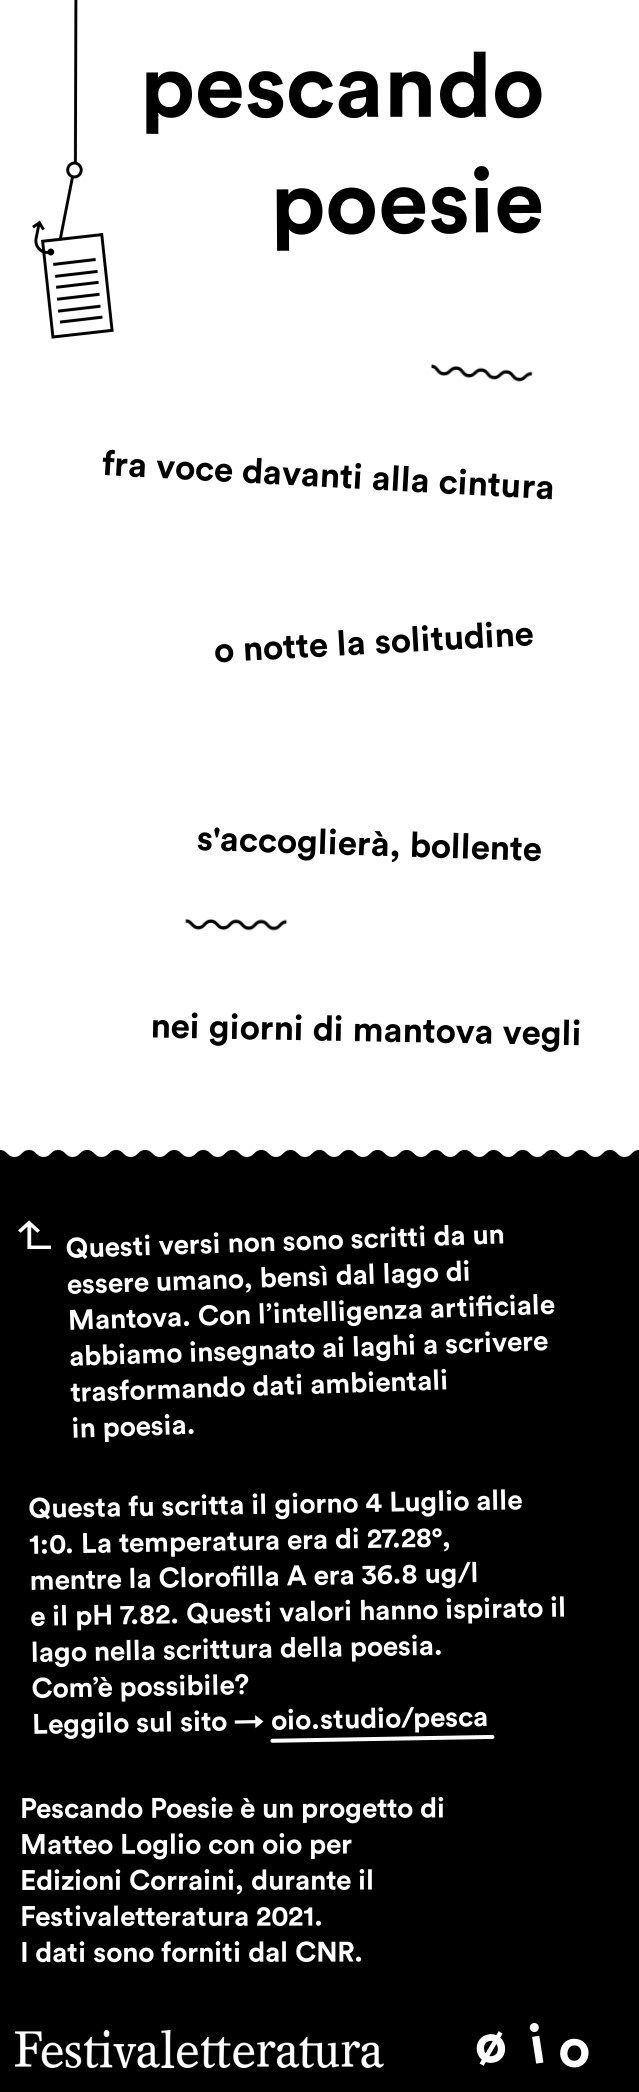 pescando
poesie
fra voce davanti alla cintura
o notte la solitudine
s'accoglierà, bollente
nei giorni di mantova vegli
Questi versi non sono scritti da un
essere umano, bensì dal lago di
Mantova. Con l’intelligenza artificiale
abbiamo insegnato ai laghi a scrivere
trasformando dati ambientali
in poesia.
Questa fu scritta il giorno 4 Luglio alle
1:0. La temperatura era di 27.28°,
mentre la Clorofilla A era 36.8 ug/l
e il pH 7.82. Questi valori hanno ispirato il
lago nella scrittura della poesia.
Com’è possibile?
Leggilo sul sito → oio.studio/pesca
Pescando Poesie è un progetto di
Matteo Loglio con oio per
Edizioni Corraini, durante il
Festivaletteratura 2021.
I dati sono forniti dal CNR.
Festivaletteratura
øio